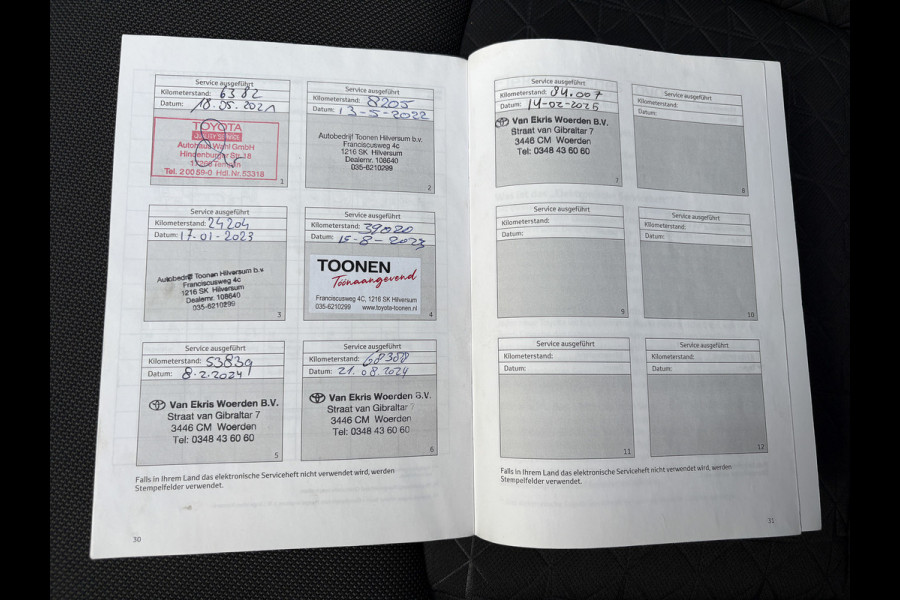 Service ausgeführt
Kilometerstand: 6382
Datum: 18.05.2021
TOYOTA
Autohaus Wahl GmbH
Hindenburger Str. 18
Tel. 2 00 59-0 Hdl. Nr. 53318
1
Service ausgeführt
Kilometerstand: 8205
Datum: 13-5-2022
Autobedrijf Toonen Hilversum b.v.
Franciscusweg 4c
1216 SK Hilversum
Dealernr. 108640
035-6210299
2
Service ausgeführt
Kilometerstand: 24204
Datum: 17-01-2023
Autobedrijf Toonen Hilversum b.v
Franciscusweg 4c
1216 SK Hilversum
Dealernr. 108640
035-6210299
3
Service ausgeführt
Kilometerstand: 39020
Datum: 15-8-2023
TOONEN
Toonaangevend
Franciscusweg 4C, 1216 SK Hilversum
035-6210299 www.toyota-toonen.nl
4
Service ausgeführt
Kilometerstand: 53839
Datum: 8.2.2024
Van Ekris Woerden B.V.
Straat van Gibraltar 7
3446 CM Woerden
Tel: 0348 43 60 60
5
Service ausgeführt
Kilometerstand: 68308
Datum: 21.08.2024
Van Ekris Woerden B.V.
Straat van Gibraltar 7
3446 CM Woerden
Tel: 0348 43 60 60
6
Falls in Ihrem Land das elektronische Serviceheft nicht verwendet wird, werden
Stempelfelder verwendet.
30
Service ausgeführt
Kilometerstand: 84.007
Datum: 14-02-2025
Van Ekris Woerden B.V.
Straat van Gibraltar 7
3446 CM Woerden
Tel: 0348 43 60 60
7
Service ausgeführt
Kilometerstand:
Datum:
8
Service ausgeführt
Kilometerstand:
Datum:
9
Service ausgeführt
Kilometerstand:
Datum:
10
Service ausgeführt
Kilometerstand:
Datum:
11
Service ausgeführt
Kilometerstand:
Datum:
12
Falls in Ihrem Land das elektronische Serviceheft nicht verwendet wird, werden
Stempelfelder verwendet.
31